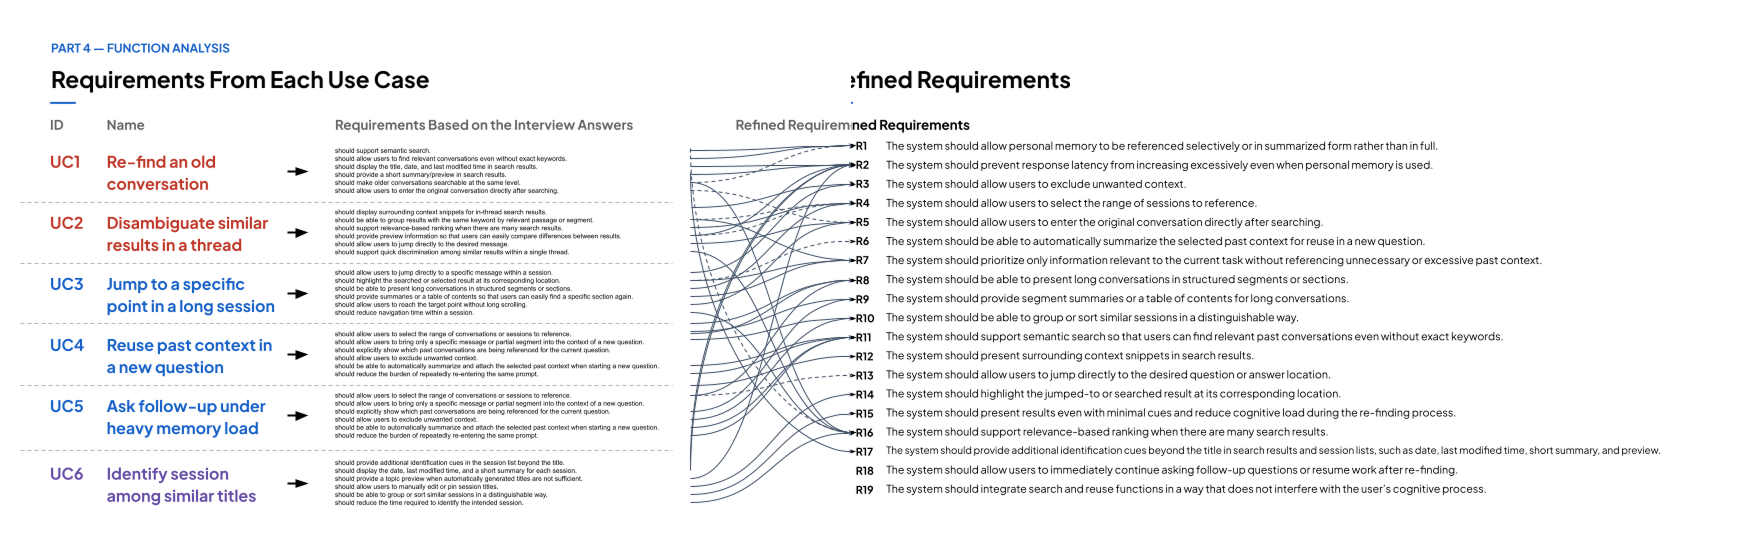 PART 4 — FUNCTION ANALYSIS
Requirements From Each Use Case
ID Name Requirements Based on the Interview Answers
UC1 Re-find an old
conversation
should support semantic search.
should allow users to find relevant conversations even without exact keywords.
should display the title, date, and last modified time in search results.
should provide a short summary/preview in search results.
should make older conversations searchable at the same level.
should allow users to enter the original conversation directly after searching.
UC2 Disambiguate similar
results in a thread
should display surrounding context snippets for in-thread search results.
should be able to group results with the same keyword by relevant passage or segment.
should support relevance-based ranking when there are many search results.
should provide preview information so that users can easily compare differences between results.
should allow users to jump directly to the desired message.
should support quick discrimination among similar results within a single thread.
UC3 Jump to a specific
point in a long session
should allow users to jump directly to a specific message within a session.
should highlight the searched or selected result at its corresponding location.
should be able to present long conversations in structured segments or sections.
should provide summaries or a table of contents so that users can easily find a specific section again.
should allow users to reach the target point without long scrolling.
should reduce navigation time within a session.
UC4 Reuse past context in
a new question
should allow users to select the range of conversations or sessions to reference.
should allow users to bring only a specific message or partial segment into the context of a new question.
should explicitly show which past conversations are being referenced for the current question.
should allow users to exclude unwanted context.
should be able to automatically summarize and attach the selected past context when starting a new question.
should reduce the burden of repeatedly re-entering the same prompt.
UC5 Ask follow-up under
heavy memory load
should allow users to select the range of conversations or sessions to reference.
should allow users to bring only a specific message or partial segment into the context of a new question.
should explicitly show which past conversations are being referenced for the current question.
should allow users to exclude unwanted context.
should be able to automatically summarize and attach the selected past context when starting a new question.
should reduce the burden of repeatedly re-entering the same prompt.
UC6 Identify session
among similar titles
should provide additional identification cues in the session list beyond the title.
should display the date, last modified time, and a short summary for each session.
should provide a topic preview when automatically generated titles are not sufficient.
should allow users to manually edit or pin session titles.
should be able to group or sort similar sessions in a distinguishable way.
should reduce the time required to identify the intended session.
efined Requirements
Refined Requirem
ned Requirements
R1 The system should allow personal memory to be referenced selectively or in summarized form rather than in full.
R2 The system should prevent response latency from increasing excessively even when personal memory is used.
R3 The system should allow users to exclude unwanted context.
R4 The system should allow users to select the range of sessions to reference.
R5 The system should allow users to enter the original conversation directly after searching.
R6 The system should be able to automatically summarize the selected past context for reuse in a new question.
R7 The system should prioritize only information relevant to the current task without referencing unnecessary or excessive past context.
R8 The system should be able to present long conversations in structured segments or sections.
R9 The system should provide segment summaries or a table of contents for long conversations.
R10 The system should be able to group or sort similar sessions in a distinguishable way.
R11 The system should support semantic search so that users can find relevant past conversations even without exact keywords.
R12 The system should present surrounding context snippets in search results.
R13 The system should allow users to jump directly to the desired question or answer location.
R14 The system should highlight the jumped-to or searched result at its corresponding location.
R15 The system should present results even with minimal cues and reduce cognitive load during the re-finding process.
R16 The system should support relevance-based ranking when there are many search results.
R17 The system should provide additional identification cues beyond the title in search results and session lists, such as date, last modified time, short summary, and preview.
R18 The system should allow users to immediately continue asking follow-up questions or resume work after re-finding.
R19 The system should integrate search and reuse functions in a way that does not interfere with the user's cognitive process.